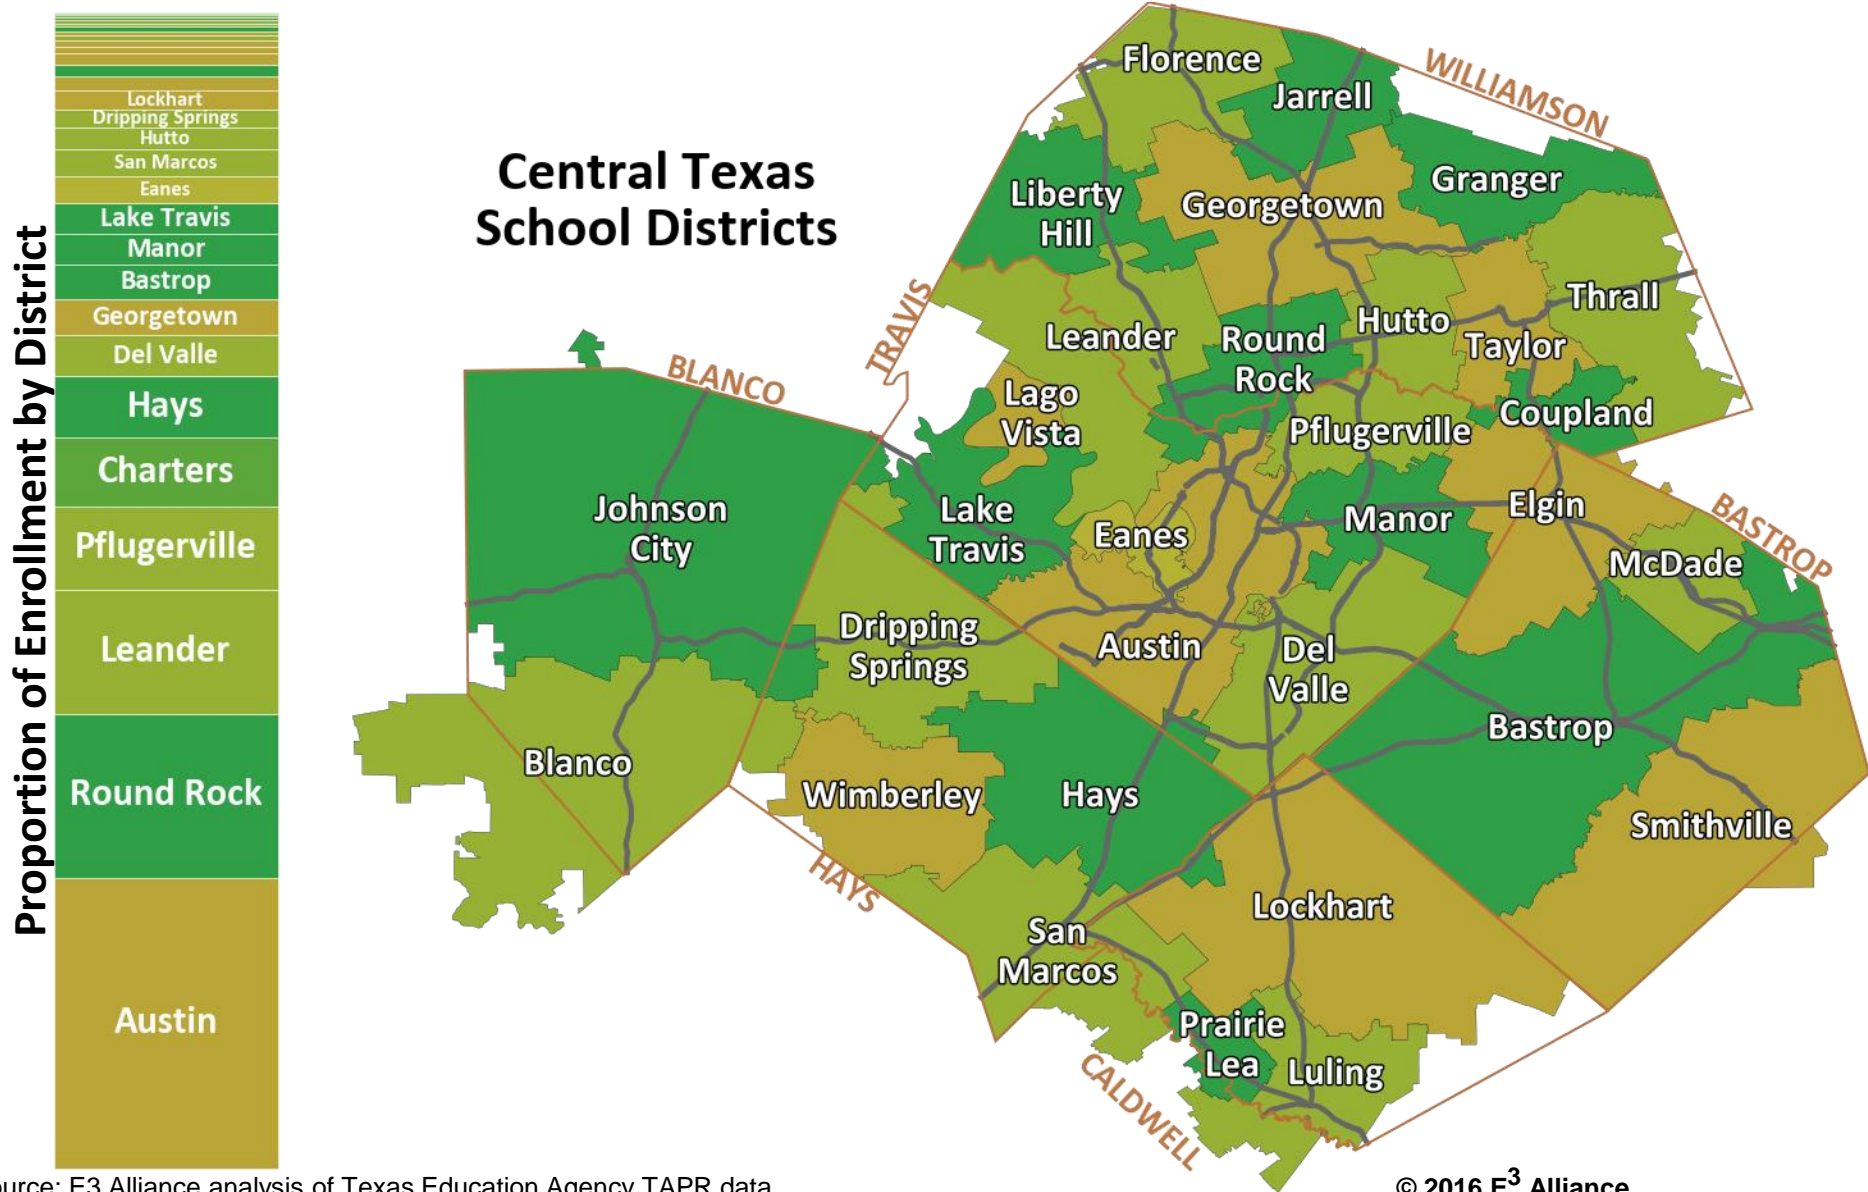 Proportion of Enrollment by District
Lockhart
Dripping Springs
Hutto
San Marcos
Eanes
Lake Travis
Manor
Bastrop
Georgetown
Del Valle
Hays
Charters
Pflugerville
Leander
Round Rock
Austin
Central Texas
School Districts
WILLIAMSON
TRAVIS
BLANCO
BASTROP
HAYS
CALDWELL
Florence
Jarrell
Granger
Liberty
Hill
Georgetown
Thrall
Hutto
Leander
Round
Rock
Taylor
Lago
Vista
Coupland
Pflugerville
Johnson
City
Lake
Travis
Eanes
Manor
Elgin
McDade
Dripping
Springs
Austin
Del
Valle
Bastrop
Blanco
Wimberley
Hays
Smithville
Lockhart
San
Marcos
Prairie
Lea
Luling
ource: E3 Alliance analysis of Texas Education Agency TAPR data
© 2016 E3 Alliance